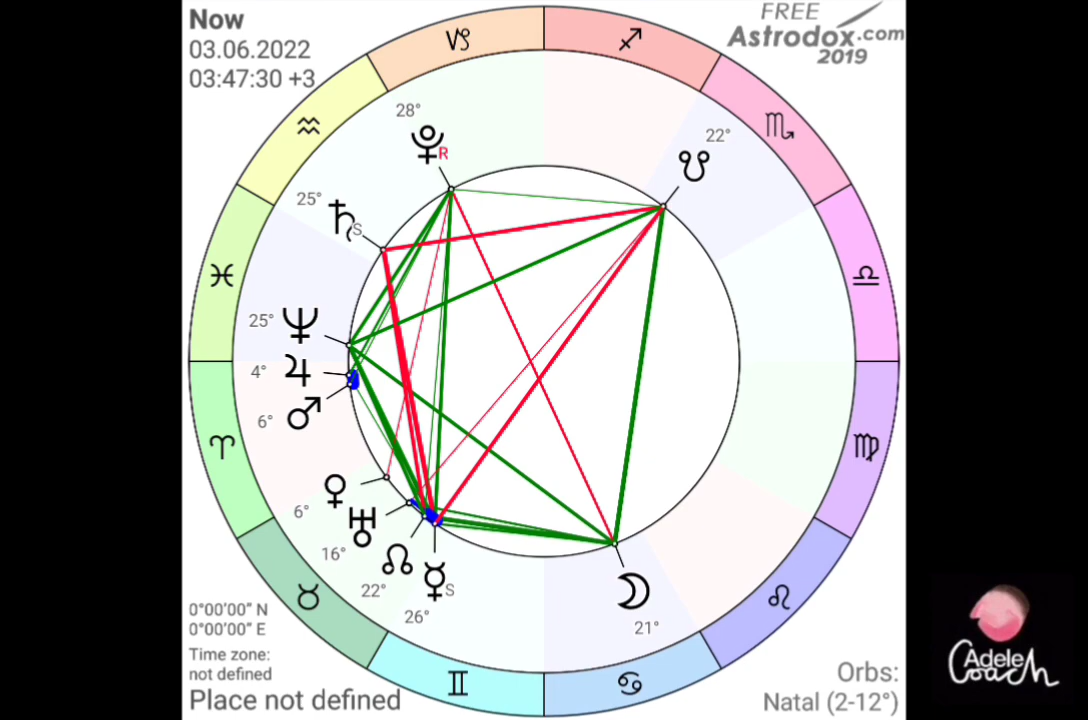 Now
03.06.2022
03:47:30 +3
FREE
Astrodox.com
2019
28°
R
22°
25°
S
25°
4°
6°
6°
16°
22°
26°
S
21°
0°00'00" N
0°00'00" E
Time zone:
not defined
Place not defined
Orbs:
Natal (2-12°)
Adele
Coach